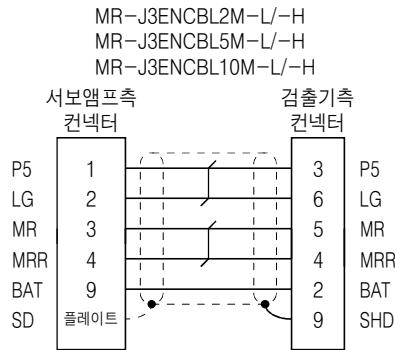 MR-J3ENCBL2M-L/-H
MR-J3ENCBL5M-L/-H
MR-J3ENCBL10M-L/-H
서보앰프측 컨넥터
검출기측 컨넥터
P5 1 3 P5
LG 2 6 LG
MR 3 5 MR
MRR 4 4 MRR
BAT 9 2 BAT
SD 플레이트 9 SHD